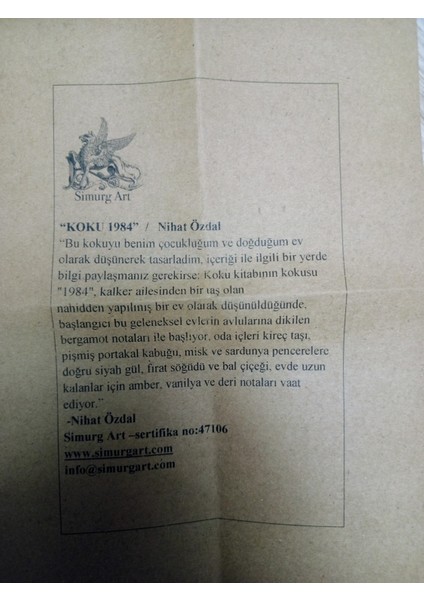 Simurg Art
“KOKU 1984” / Nihat Özdal
“Bu kokuyu benim çocukluğum ve doğduğum ev
olarak düşünerek tasarladim, içeriği ile ilgili bir yerde
bilgi paylaşmanız gerekirse: Koku kitabının kokusu
"1984", kalker ailesinden bir taş olan
nahidden yapılmış bir ev olarak düşünüldüğünde,
başlangıcı bu geleneksel evlerin avlularına dikilen
bergamot notaları ile başlıyor, oda içleri kireç taşı,
pişmiş portakal kabuğu, misk ve sardunya pencerelere
doğru siyah gül, fırat söğüdü ve bal çiçeği, evde uzun
kalanlar için amber, vanilya ve deri notaları vaat
ediyor.”
-Nihat Özdal
Simurg Art –sertifika no:47106
www.simurgart.com
info@simurgart.com